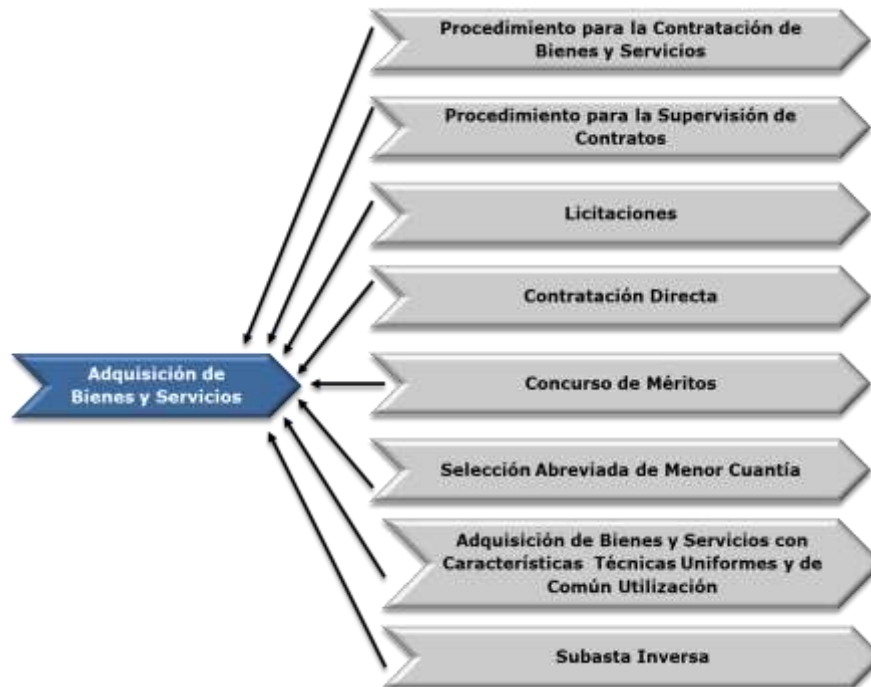 Procedimiento para la Contratación de
Bienes y Servicios
Procedimiento para la Supervisión de
Contratos
Licitaciones
Contratación Directa
Adquisición de
Bienes y Servicios
Concurso de Méritos
Selección Abreviada de Menor Cuantía
Adquisición de Bienes y Servicios con
Características Técnicas Uniformes y de
Común Utilización
Subasta Inversa